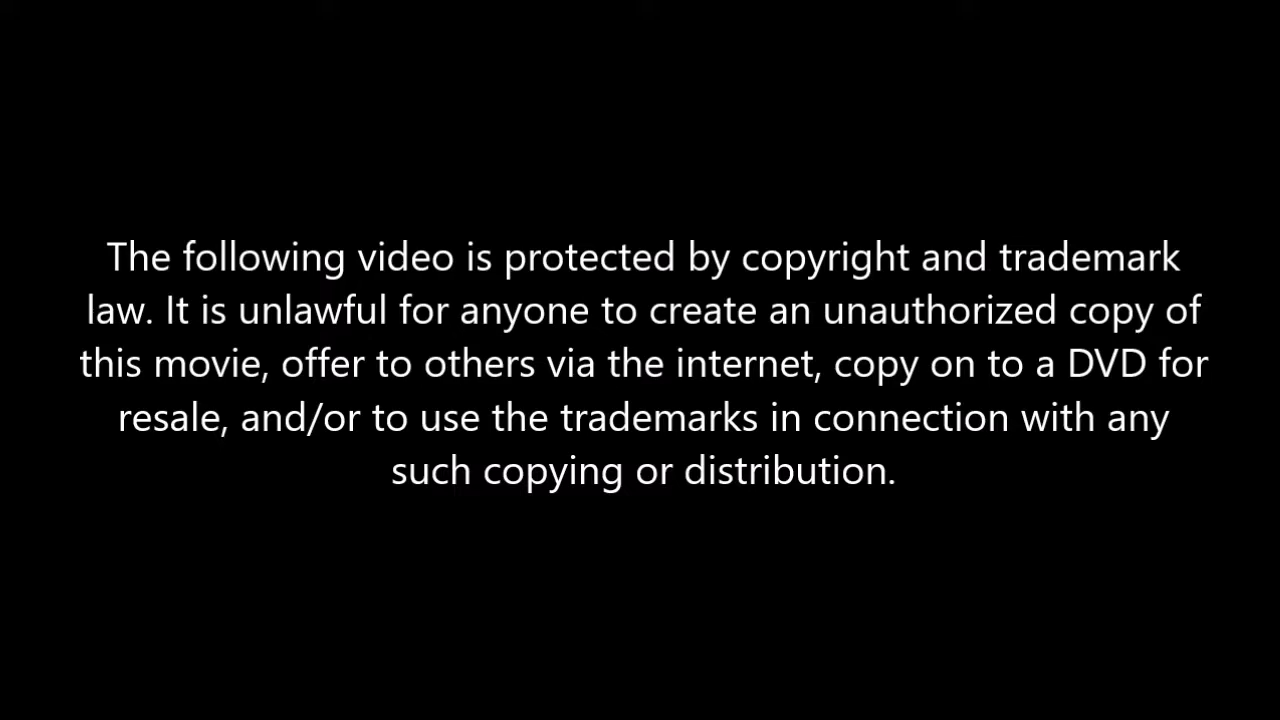 The following video is protected by copyright and trademark
law. It is unlawful for anyone to create an unauthorized copy of
this movie, offer to others via the internet, copy on to a DVD for
resale, and/or to use the trademarks in connection with any
such copying or distribution.